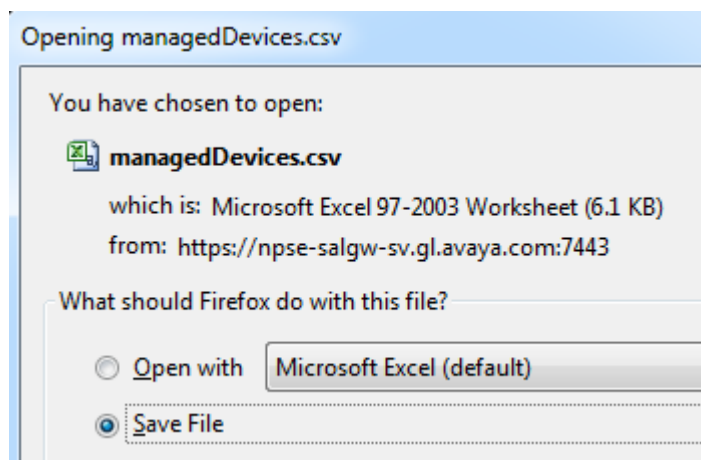 Opening managedDevices.csv
You have chosen to open:
managedDevices.csv
which is: Microsoft Excel 97-2003 Worksheet (6.1 KB)
from: https://npse-salgw-sv.gl.avaya.com:7443
What should Firefox do with this file?
Open with Microsoft Excel (default)
Save File